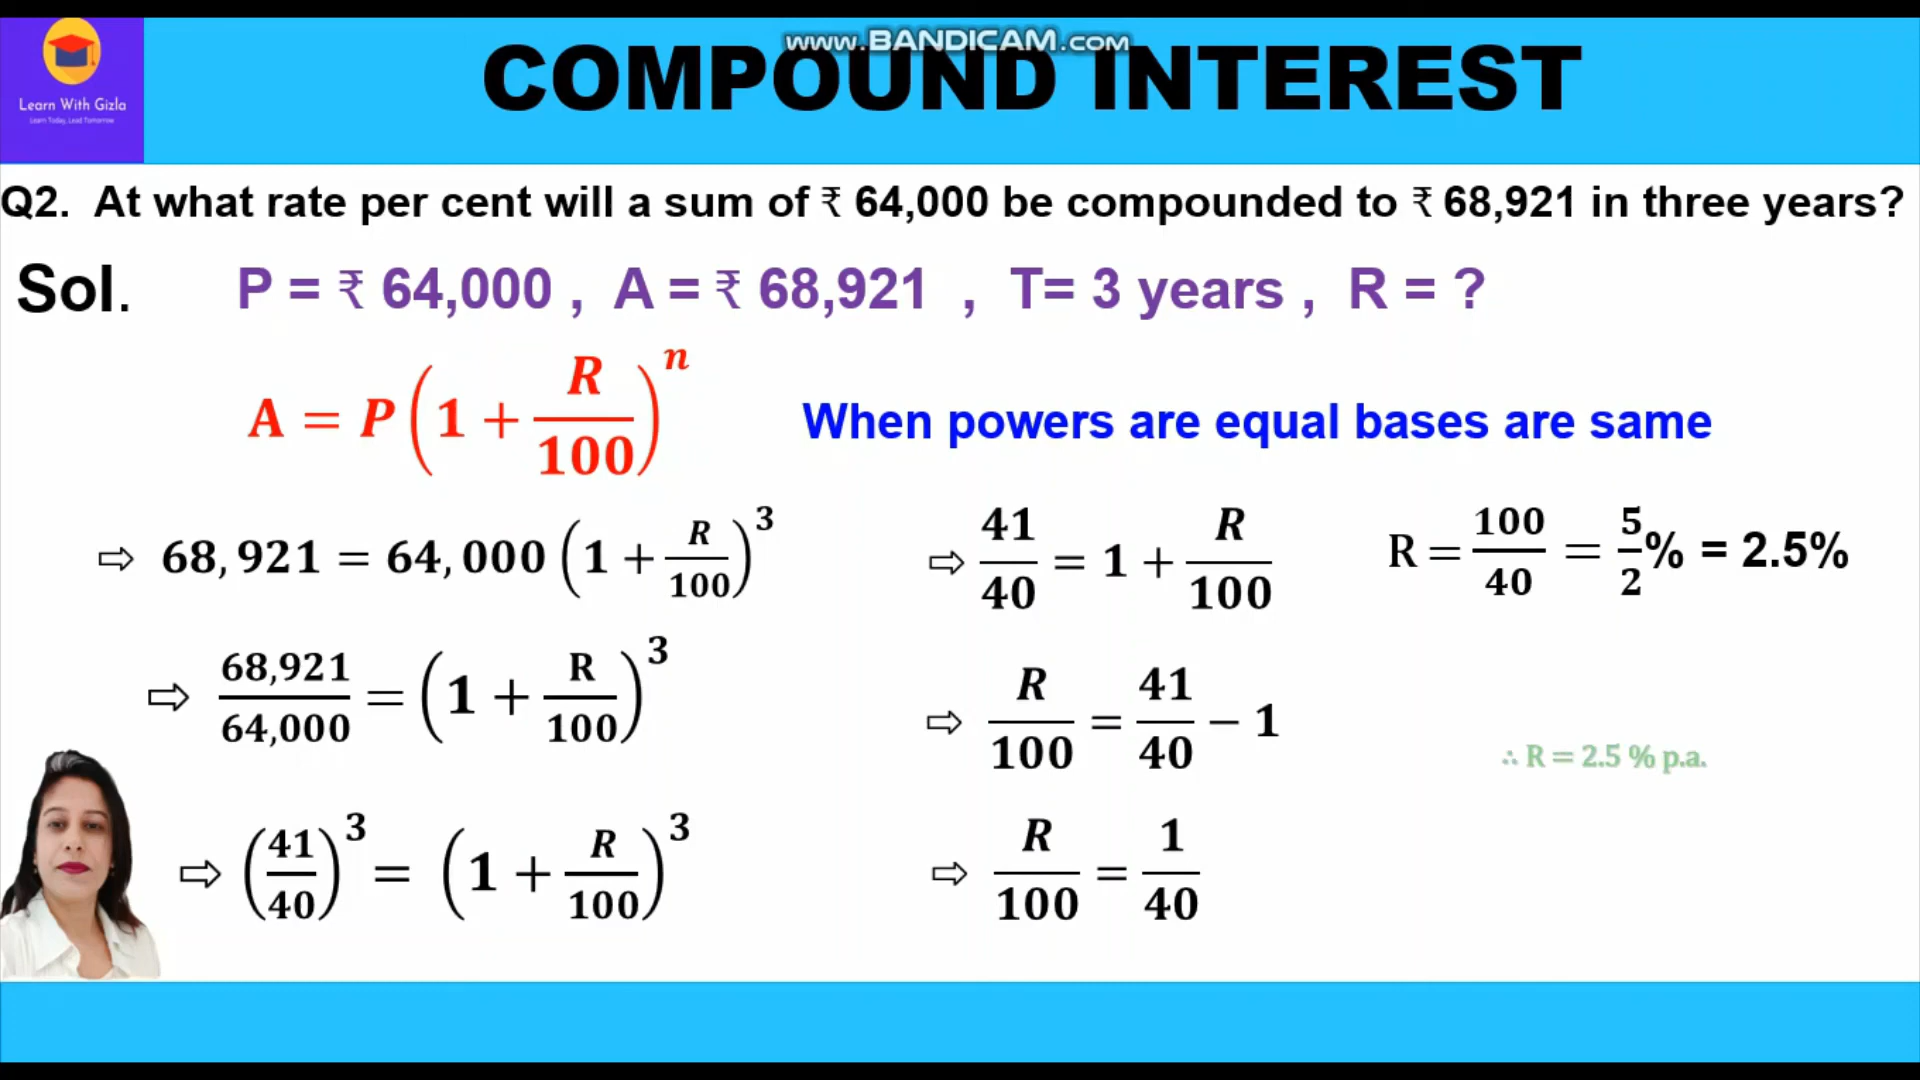 www.BANDICAM.com
Learn With Gizla
Learn Today, Lead Tomorrow
COMPOUND INTEREST
Q2. At what rate per cent will a sum of ₹ 64,000 be compounded to ₹ 68,921 in three years?
Sol. P = ₹ 64,000 , A = ₹ 68,921 , T= 3 years , R = ?
A = P(1 + R/100)^n
When powers are equal bases are same
⇨ 68,921 = 64,000 (1 + R/100)^3
⇨ 68,921/64,000 = (1 + R/100)^3
⇨ (41/40)^3 = (1 + R/100)^3
⇨ 41/40 = 1 + R/100
⇨ R/100 = 41/40 − 1
⇨ R/100 = 1/40
R = 100/40 = 5/2% = 2.5%
∴ R = 2.5 % p.a.